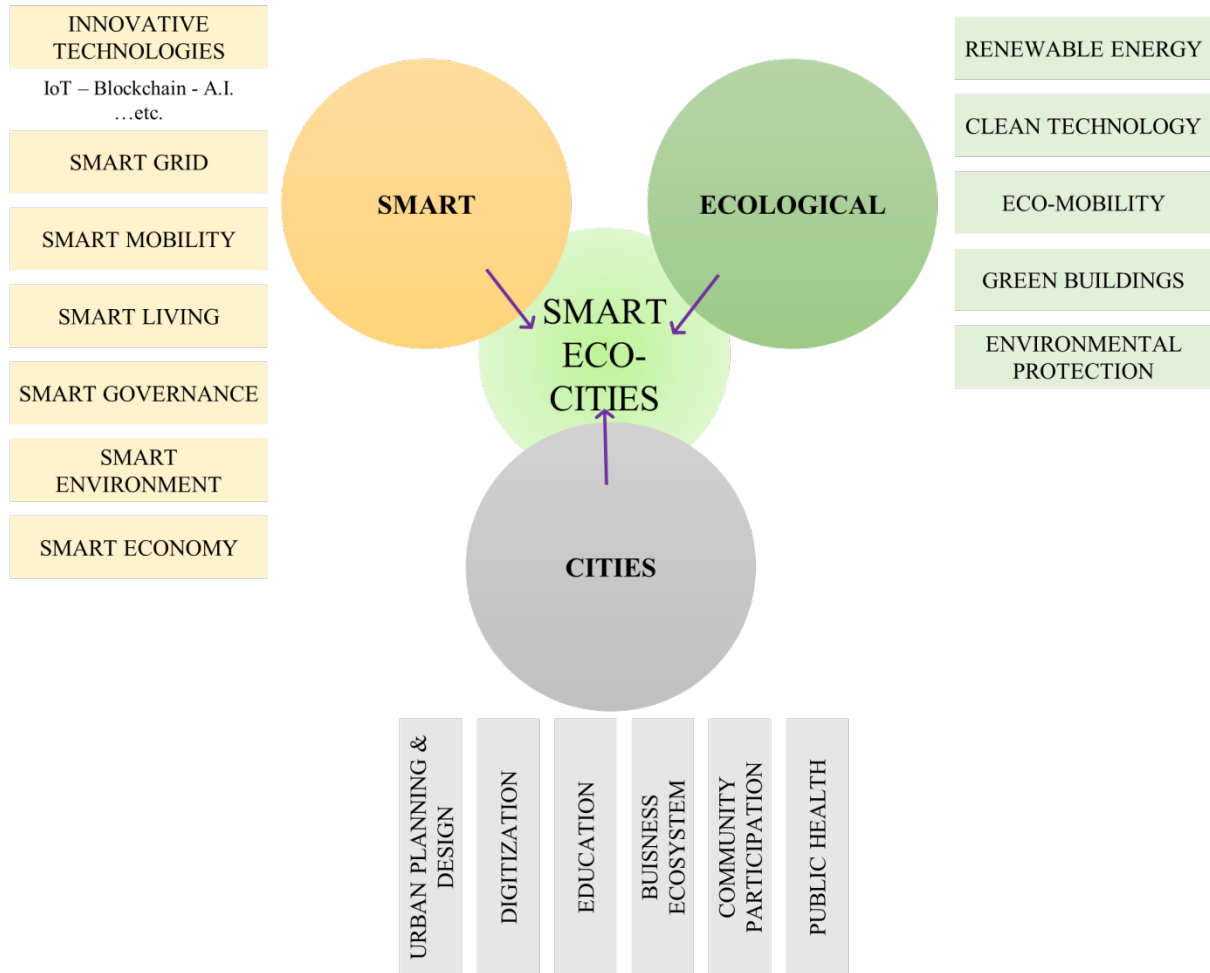 INNOVATIVE
TECHNOLOGIES
IoT – Blockchain - A.I.
…etc.
SMART GRID
SMART MOBILITY
SMART LIVING
SMART GOVERNANCE
SMART
ENVIRONMENT
SMART ECONOMY
SMART
ECOLOGICAL
SMART
ECO-
CITIES
CITIES
RENEWABLE ENERGY
CLEAN TECHNOLOGY
ECO-MOBILITY
GREEN BUILDINGS
ENVIRONMENTAL
PROTECTION
URBAN PLANNING &
DESIGN
DIGITIZATION
EDUCATION
BUISNESS
ECOSYSTEM
COMMUNITY
PARTICIPATION
PUBLIC HEALTH